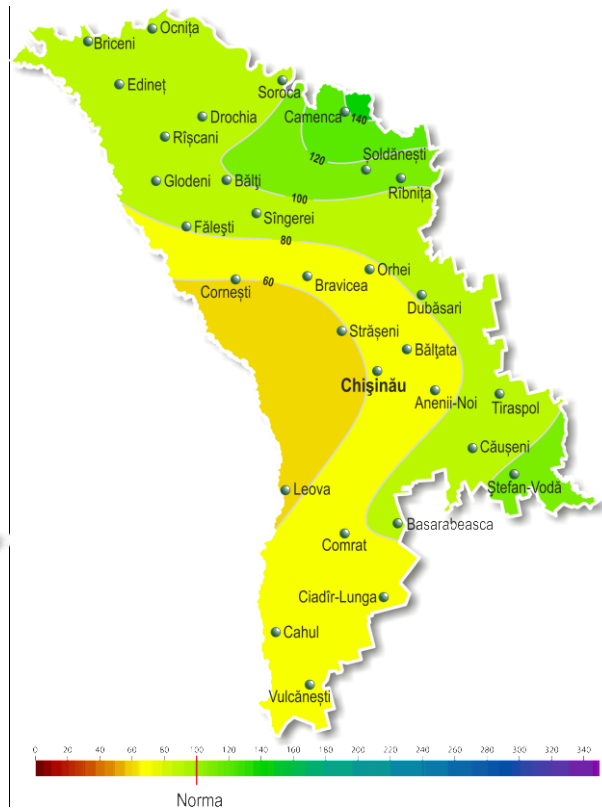 Ocnița
Briceni
Edineț
Soroca
Camenca
140
Drochia
Rîșcani
120
Șoldănești
Glodeni
Bălți
Rîbnița
100
Sîngerei
Fălești
80
Orhei
Cornești
60
Bravicea
Dubăsari
Strășeni
Bălțata
Chișinău
Anenii-Noi
Tiraspol
Căușeni
Ștefan-Vodă
Leova
Basarabeasca
Comrat
Ciadîr-Lunga
Cahul
Vulcănești
0 20 40 60 80 100 120 140 160 180 200 220 240 260 280 300 320 340
Norma